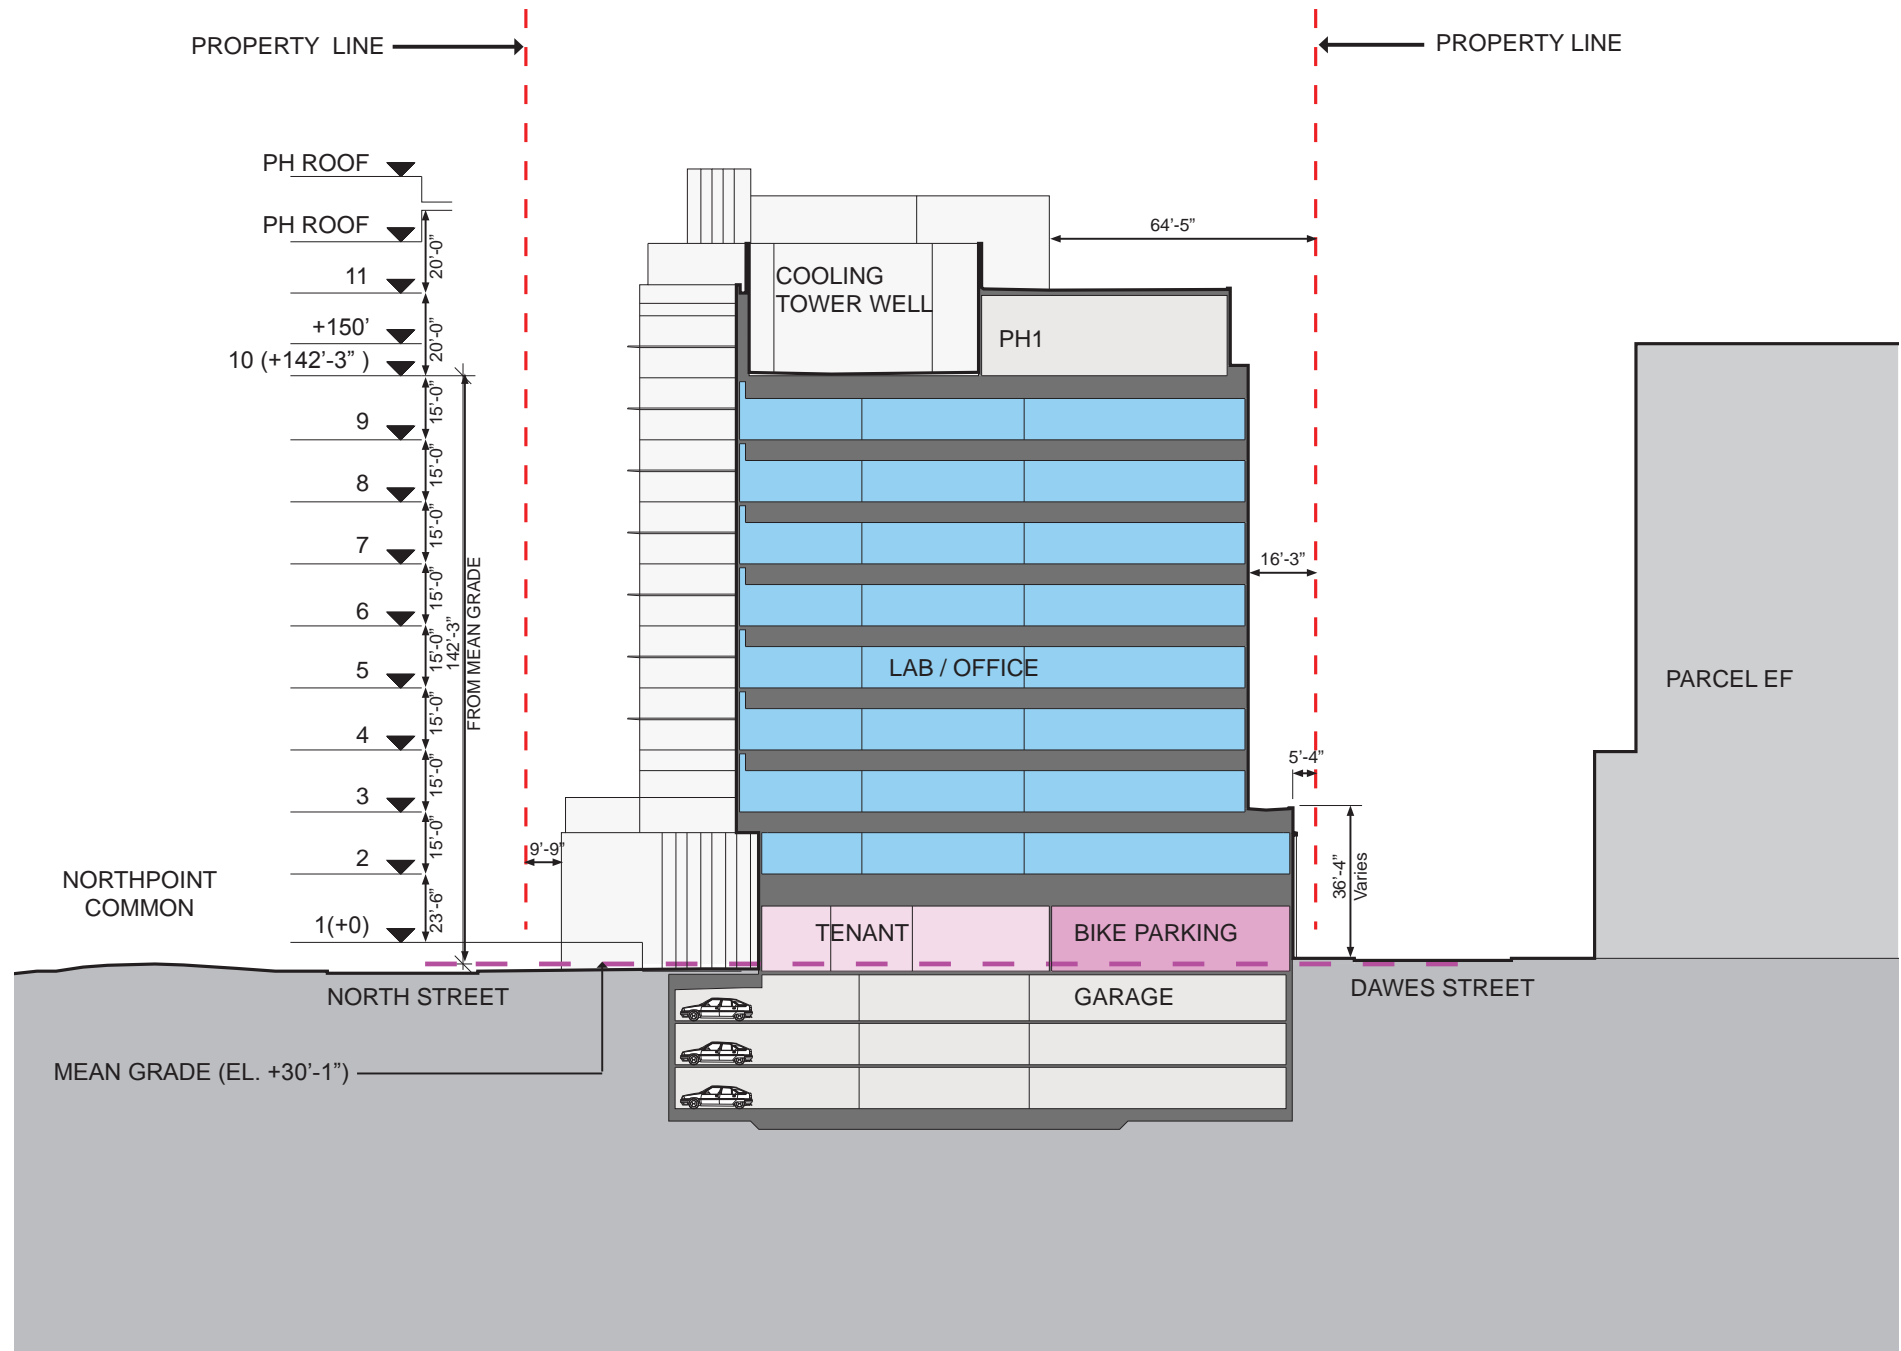 PROPERTY LINE
PROPERTY LINE
PH ROOF
PH ROOF
64’-5”
20’-0”
11
COOLING
TOWER WELL
+150’
20’-0”
PH1
10 (+142’-3” )
15’-0”
9
15’-0”
8
15’-0”
7
16’-3”
15’-0”
6
142’-3”
FROM MEAN GRADE
15’-0”
5
LAB / OFFICE
PARCEL EF
15’-0”
4
5’-4”
15’-0”
3
15’-0”
9’-9”
2
36’-4”
Varies
NORTHPOINT
COMMON
23’-6”
1(+0)
TENANT
BIKE PARKING
NORTH STREET
GARAGE
DAWES STREET
MEAN GRADE (EL. +30’-1”)